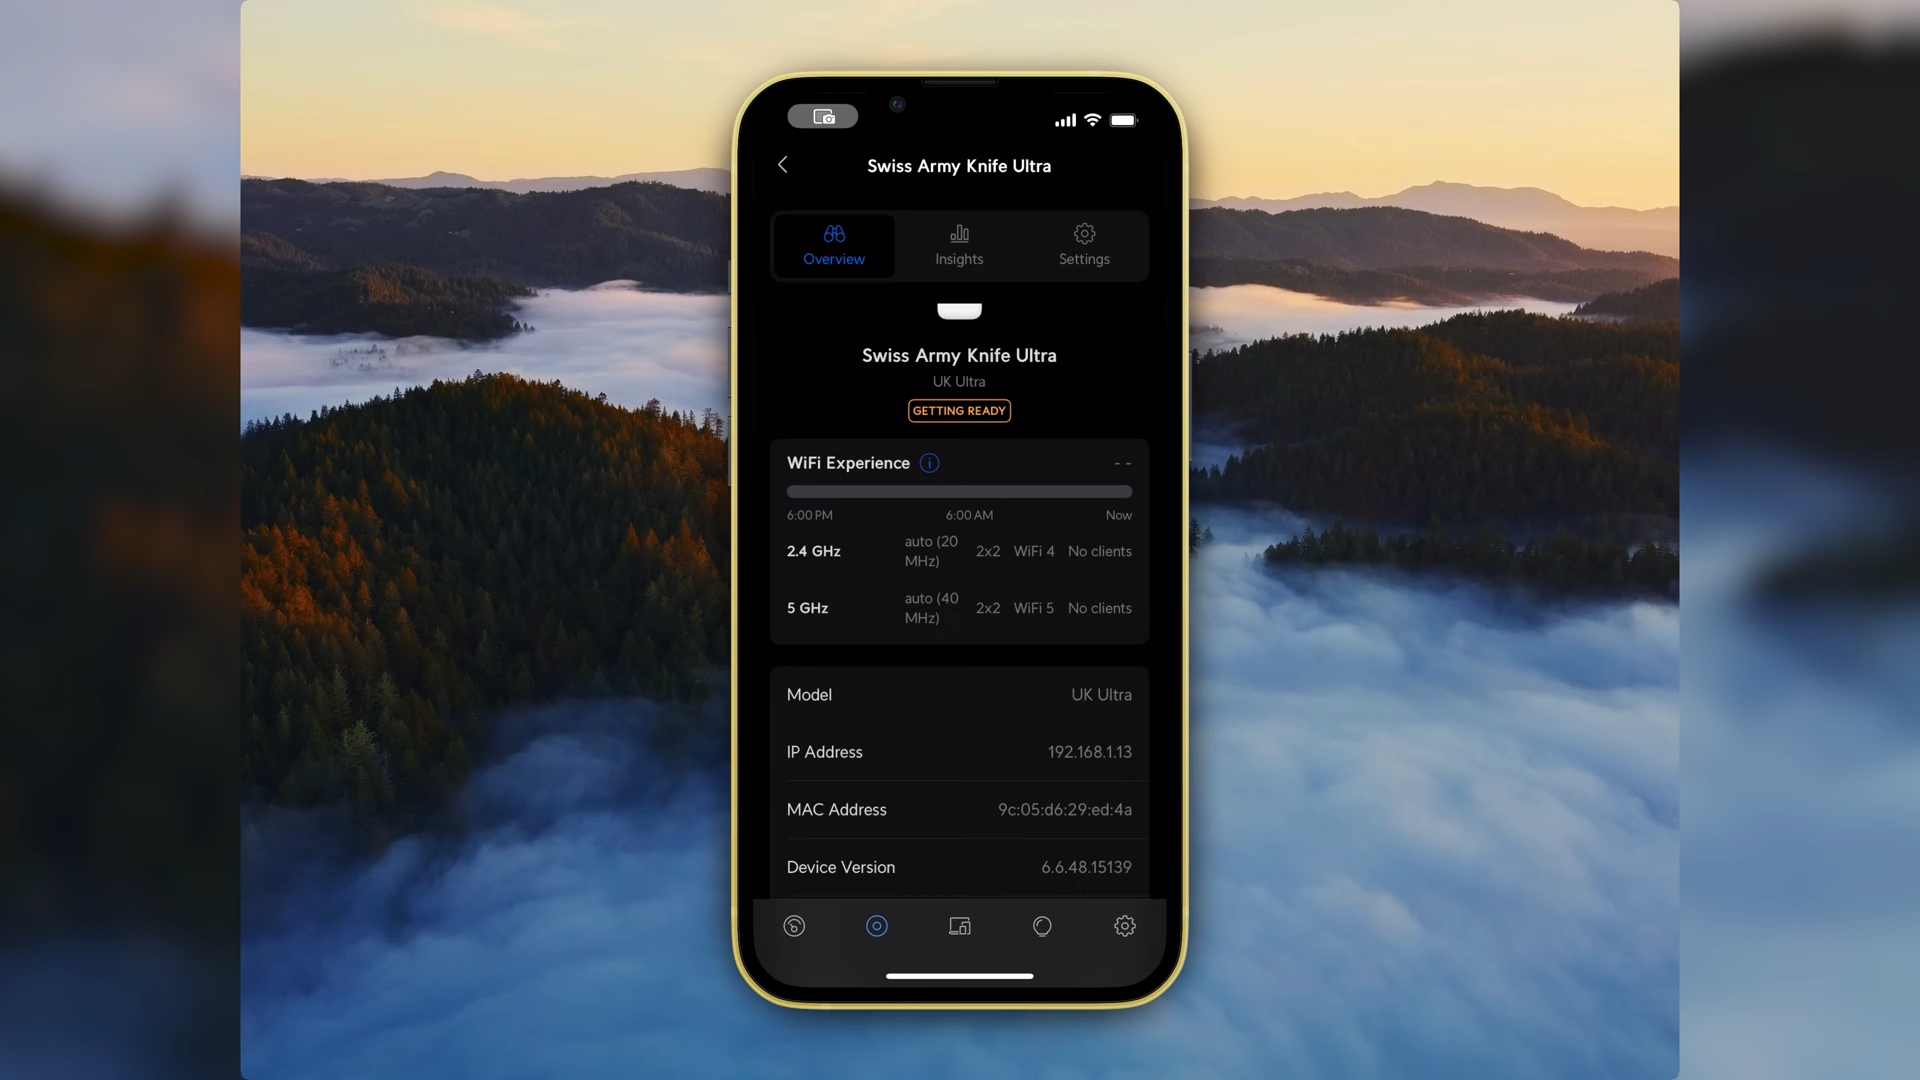 Swiss Army Knife Ultra
Overview
Insights
Settings
Swiss Army Knife Ultra
UK Ultra
GETTING READY
WiFi Experience
- -
6:00 PM
6:00 AM
Now
2.4 GHz
auto (20
MHz)
2x2
WiFi 4
No clients
5 GHz
auto (40
MHz)
2x2
WiFi 5
No clients
Model
UK Ultra
IP Address
192.168.1.13
MAC Address
9c:05:d6:29:ed:4a
Device Version
6.6.48.15139